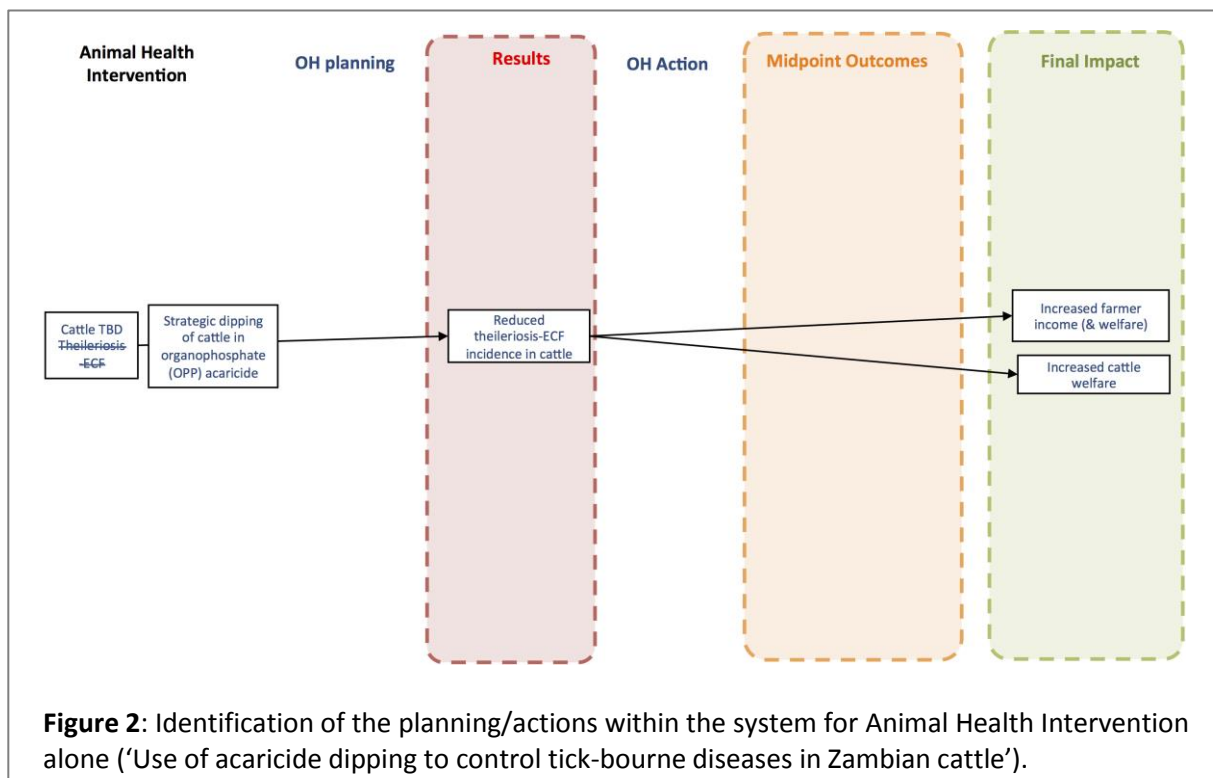 Animal Health
Intervention
OH planning
Results
OH Action
Midpoint Outcomes
Final Impact
Cattle TBD
Theileriosis
-ECF
Strategic dipping
of cattle in
organophosphate
(OPP) acaricide
Reduced
theileriosis-ECF
incidence in cattle
Increased farmer
income (& welfare)
Increased cattle
welfare
Figure 2: Identification of the planning/actions within the system for Animal Health Intervention
alone (‘Use of acaricide dipping to control tick-bourne diseases in Zambian cattle’).